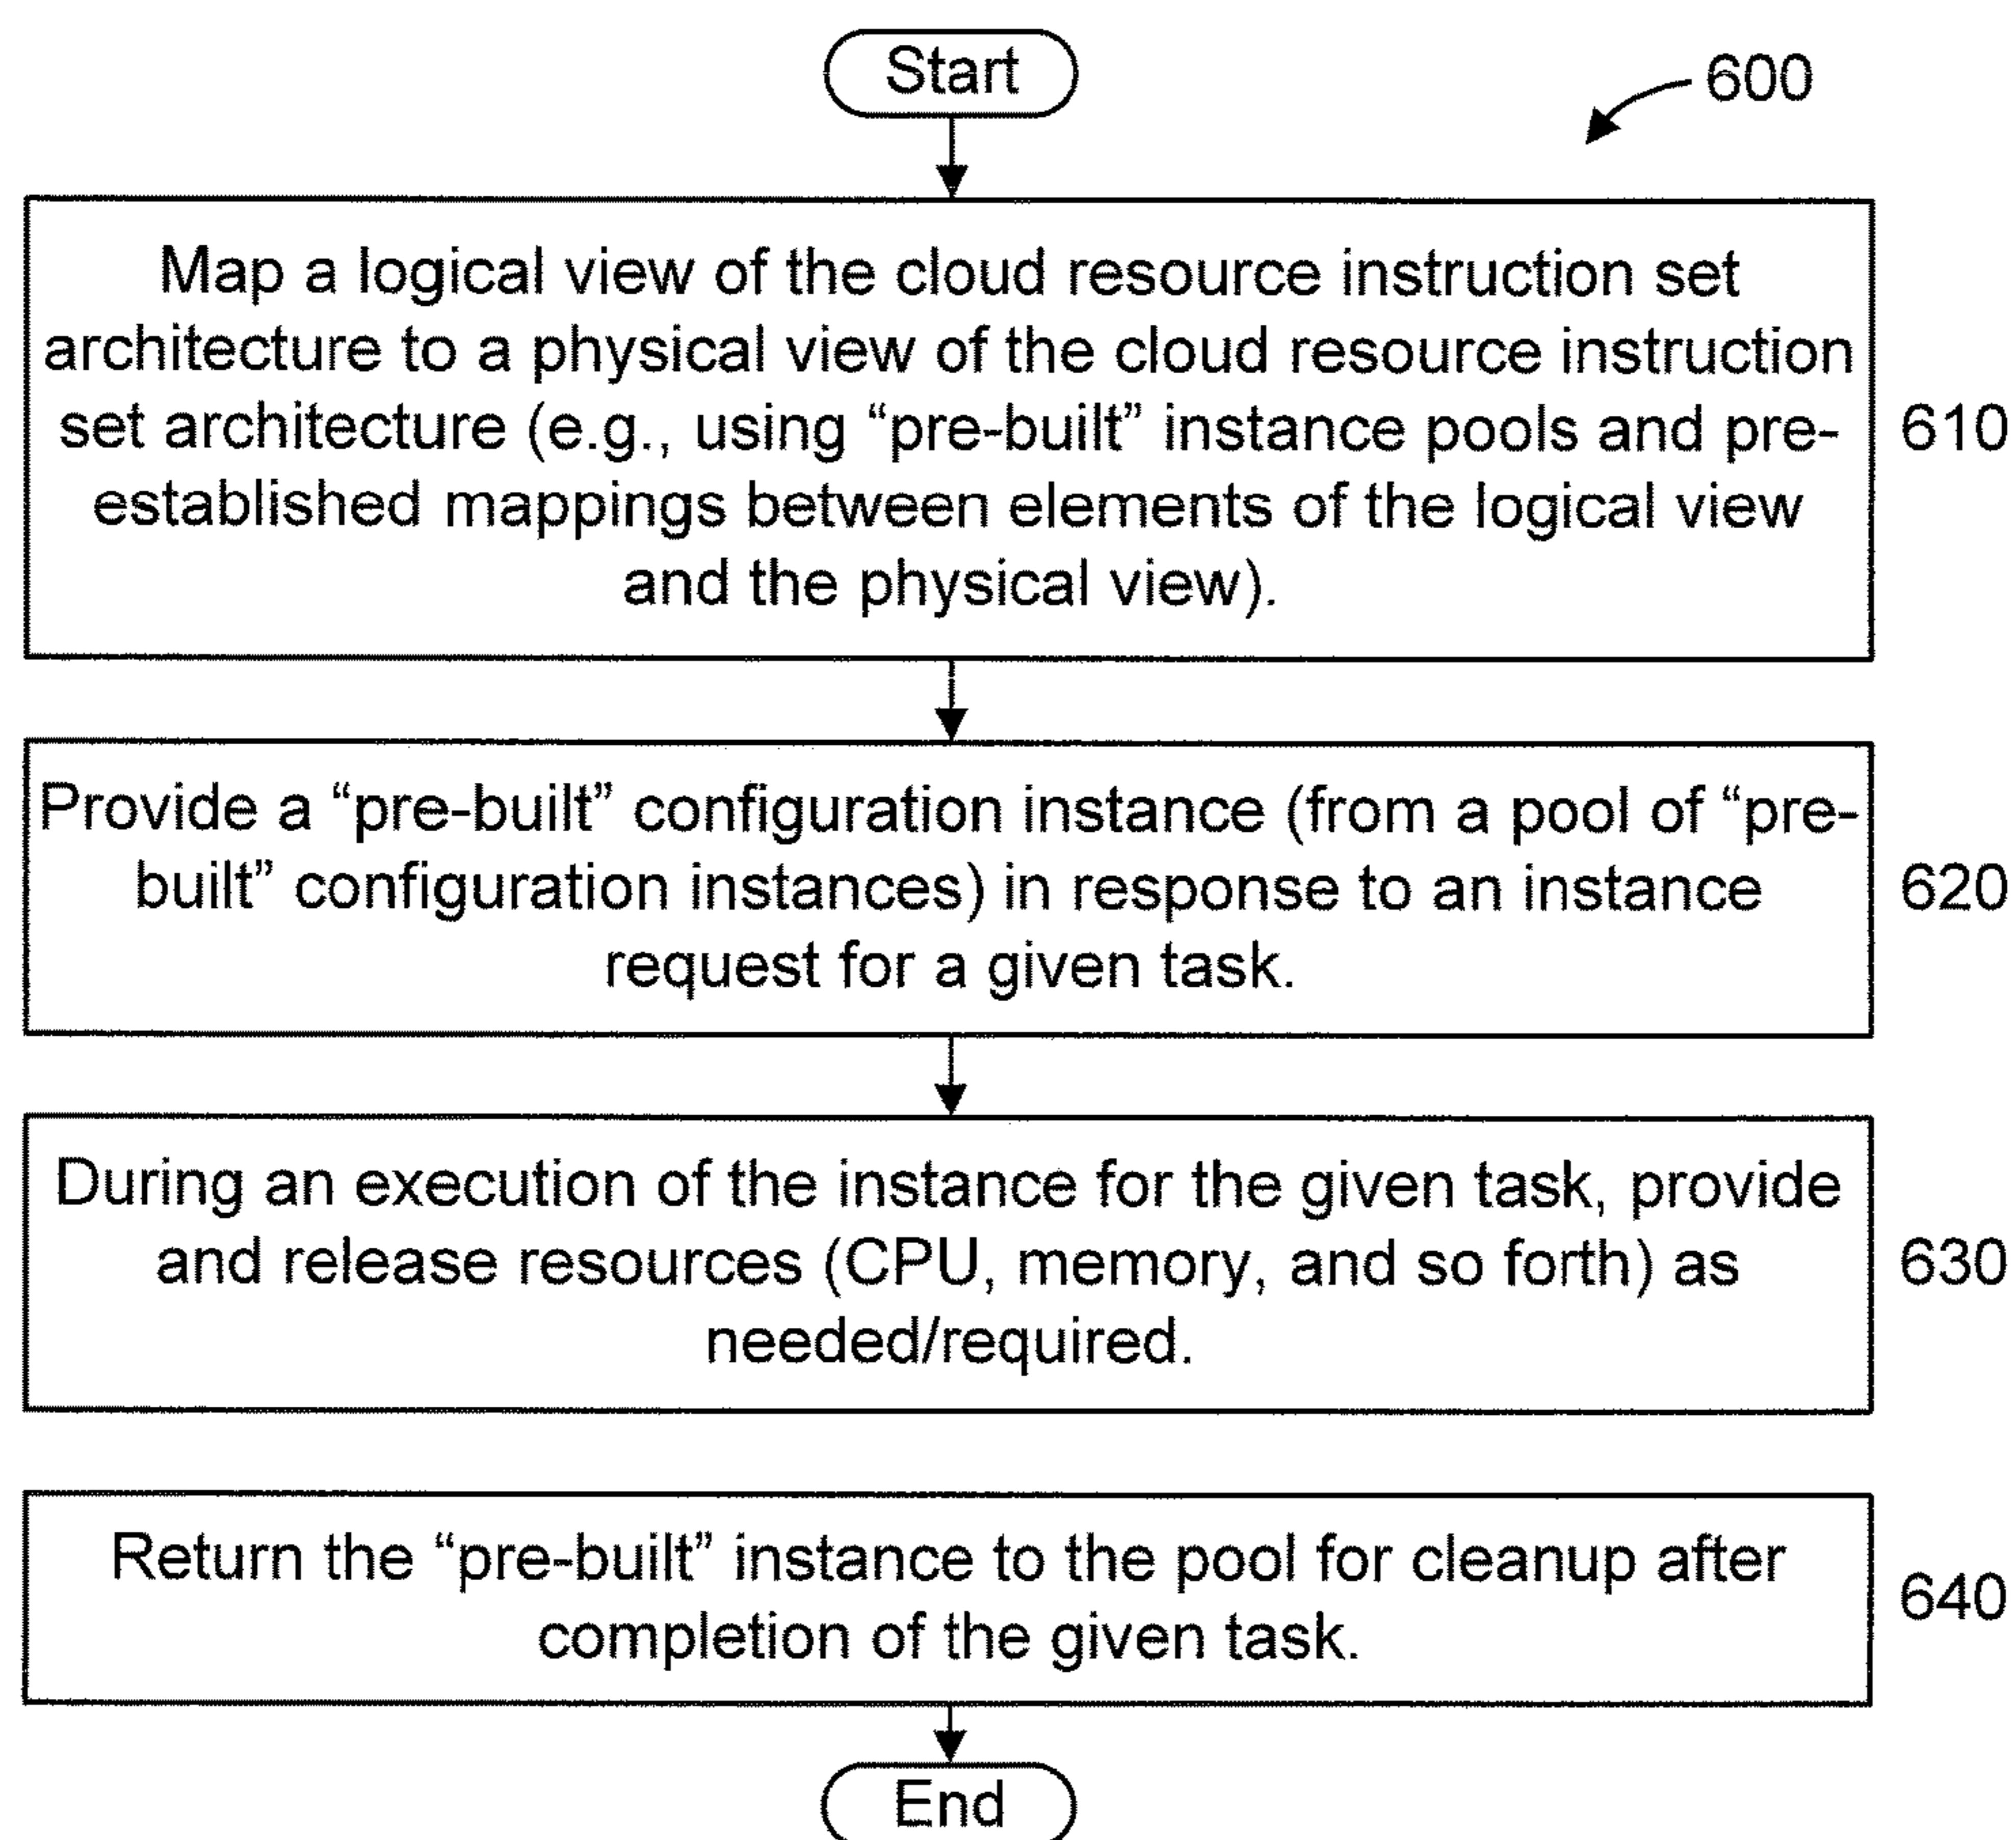 Start
600
Map a logical view of the cloud resource instruction set
architecture to a physical view of the cloud resource instruction
set architecture (e.g., using “pre-built” instance pools and pre-
established mappings between elements of the logical view
and the physical view).
610
Provide a “pre-built” configuration instance (from a pool of “pre-
built” configuration instances) in response to an instance
request for a given task.
620
During an execution of the instance for the given task, provide
and release resources (CPU, memory, and so forth) as
needed/required.
630
Return the “pre-built” instance to the pool for cleanup after
completion of the given task.
640
End